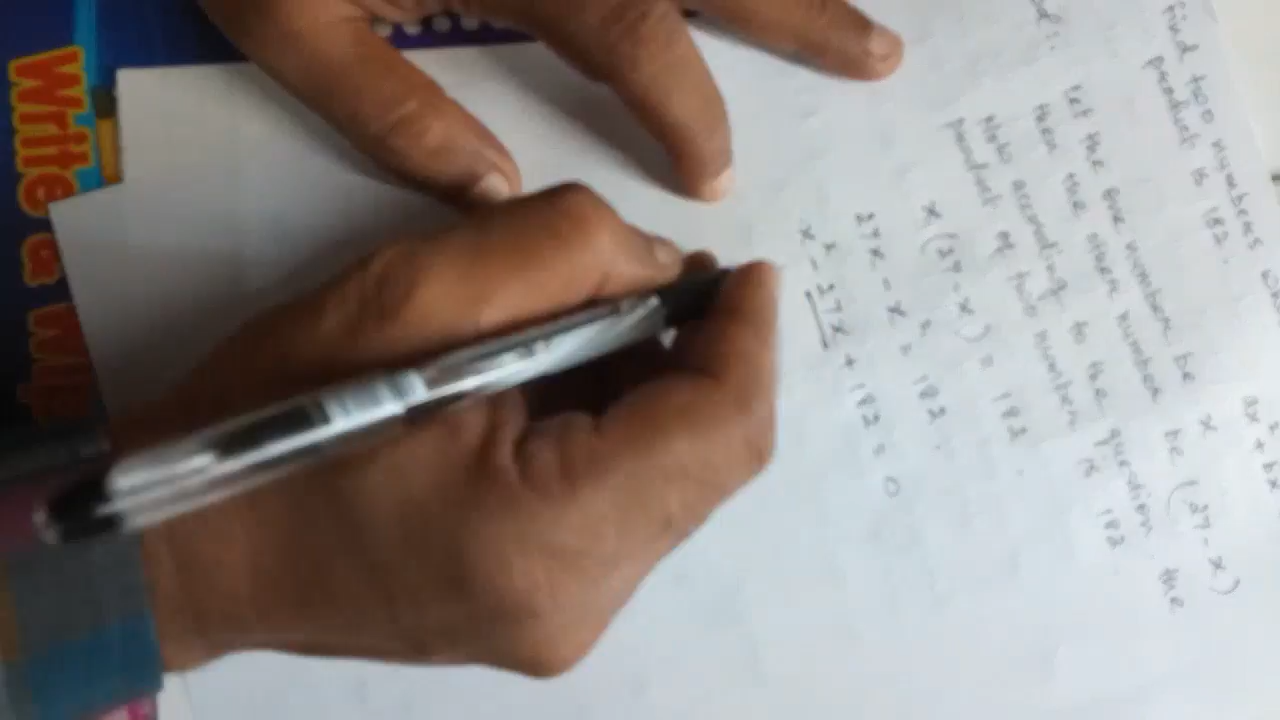 Find two numbers
product is 182.
Let the one number be x
then the other number be (27 - x)
Now according to the question the
product of two number is 182
x(27 - x) = 182
27x - x² = 182.
x² - 27x + 182 = 0
ax² + bx
Write a